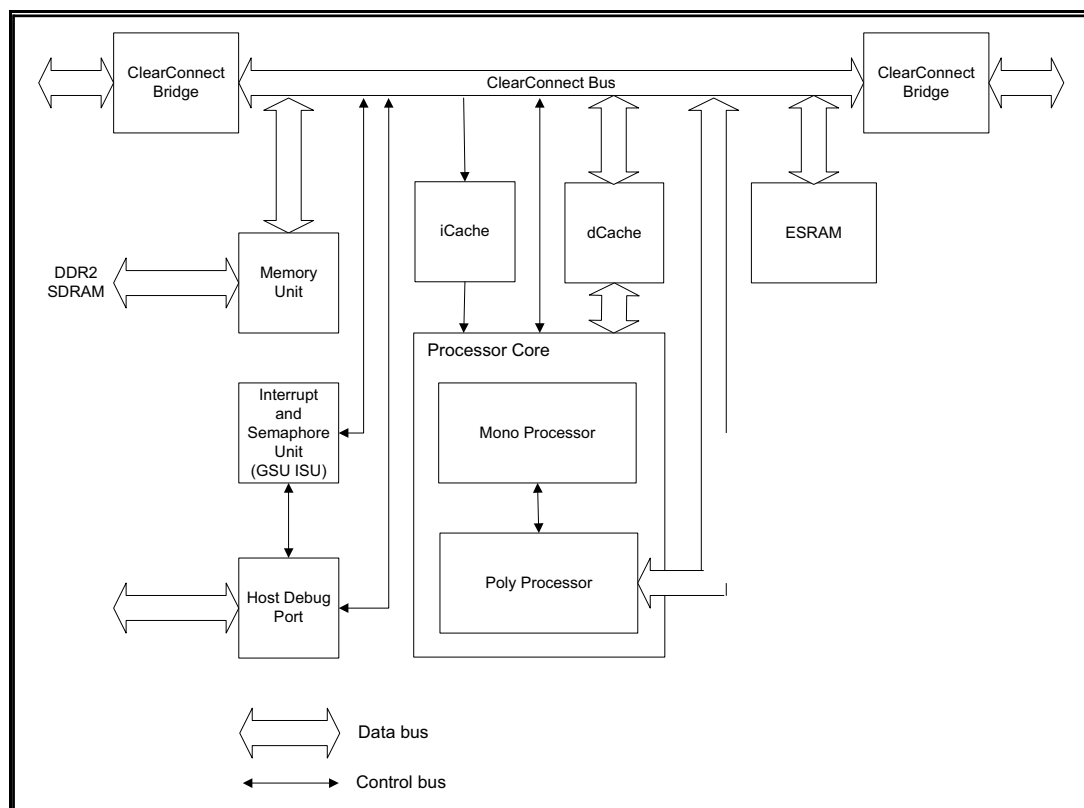 ClearConnect
Bridge
ClearConnect Bus
ClearConnect
Bridge
iCache
dCache
ESRAM
DDR2
SDRAM
Memory
Unit
Processor Core
Interrupt
and
Semaphore
Unit
(GSU ISU)
Mono Processor
Poly Processor
Host Debug
Port
Data bus
Control bus